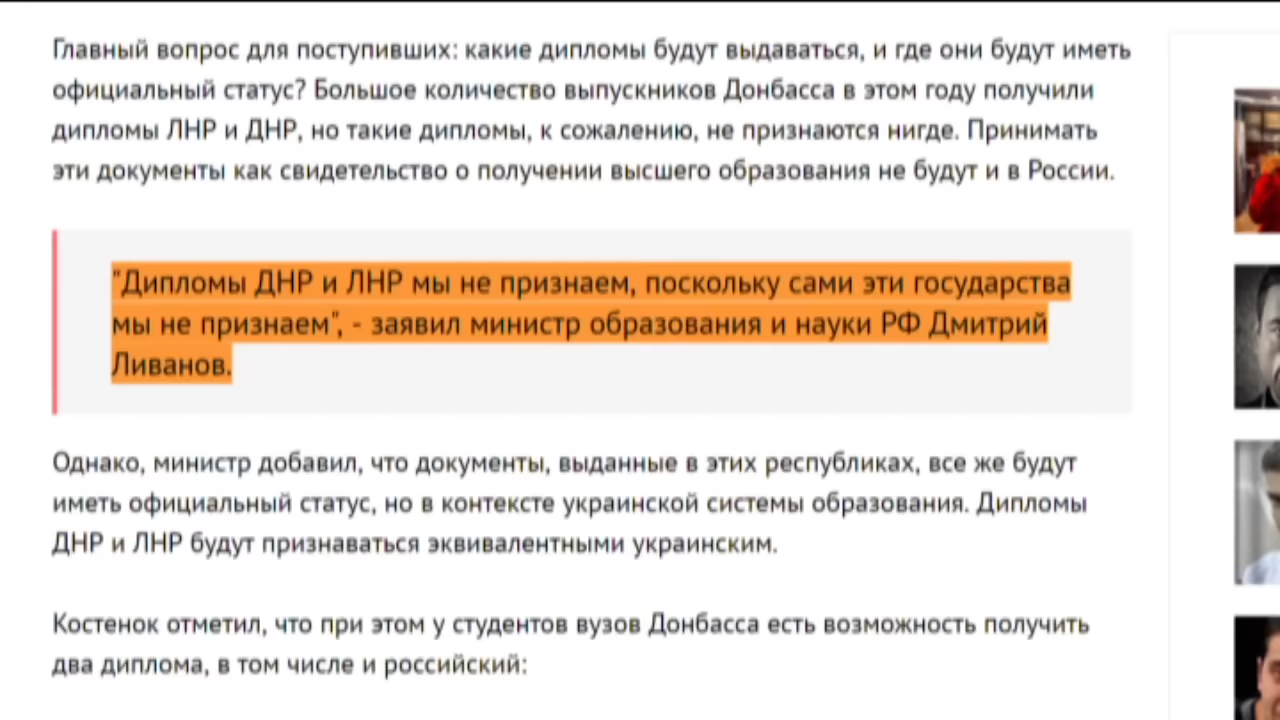 Главный вопрос для поступивших: какие дипломы будут выдаваться, и где они будут иметь
официальный статус? Большое количество выпускников Донбасса в этом году получили
дипломы ЛНР и ДНР, но такие дипломы, к сожалению, не признаются нигде. Принимать
эти документы как свидетельство о получении высшего образования не будут и в России.
"Дипломы ДНР и ЛНР мы не признаем, поскольку сами эти государства
мы не признаем", - заявил министр образования и науки РФ Дмитрий
Ливанов.
Однако, министр добавил, что документы, выданные в этих республиках, все же будут
иметь официальный статус, но в контексте украинской системы образования. Дипломы
ДНР и ЛНР будут признаваться эквивалентными украинским.
Костенок отметил, что при этом у студентов вузов Донбасса есть возможность получить
два диплома, в том числе и российский: